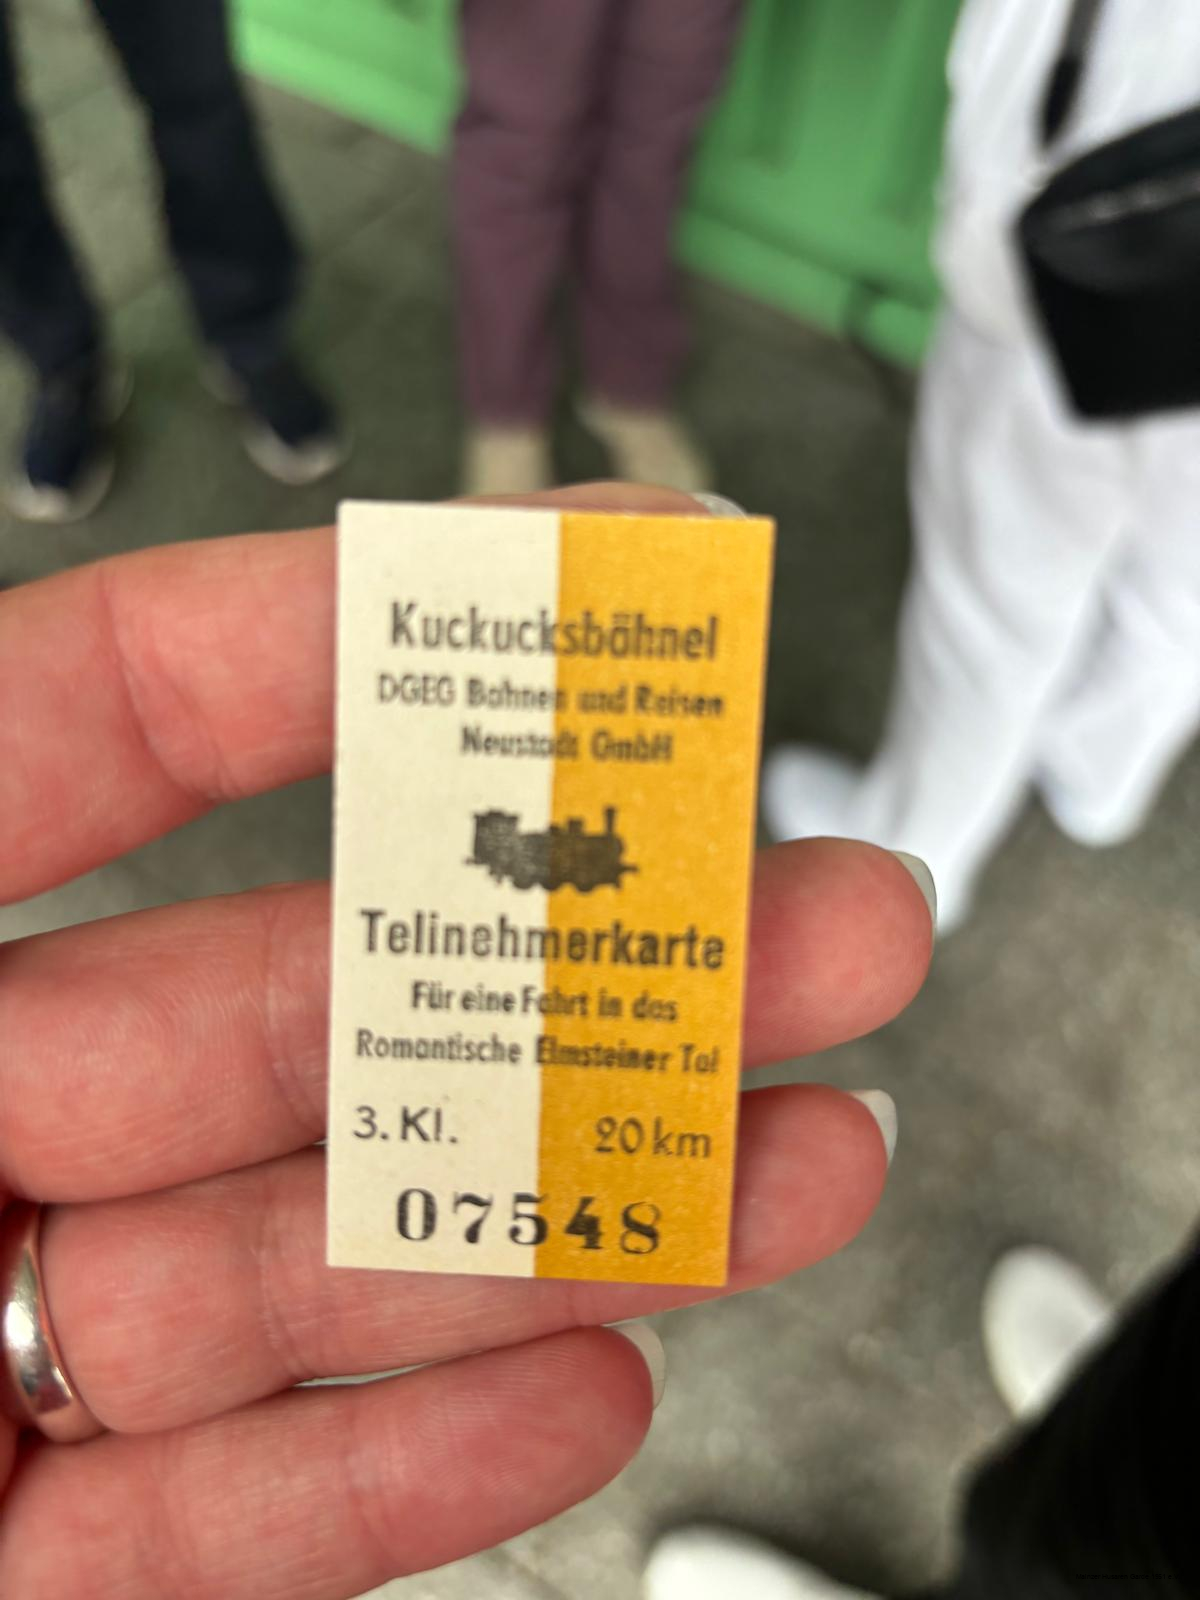 Kuckucksbähnel
DGEG Bahnen und Reisen
Neustadt GmbH
Telinehmerkarte
Für eine Fahrt in das
Romantische Elmsteiner Tal
3. Kl. 20 km
07548